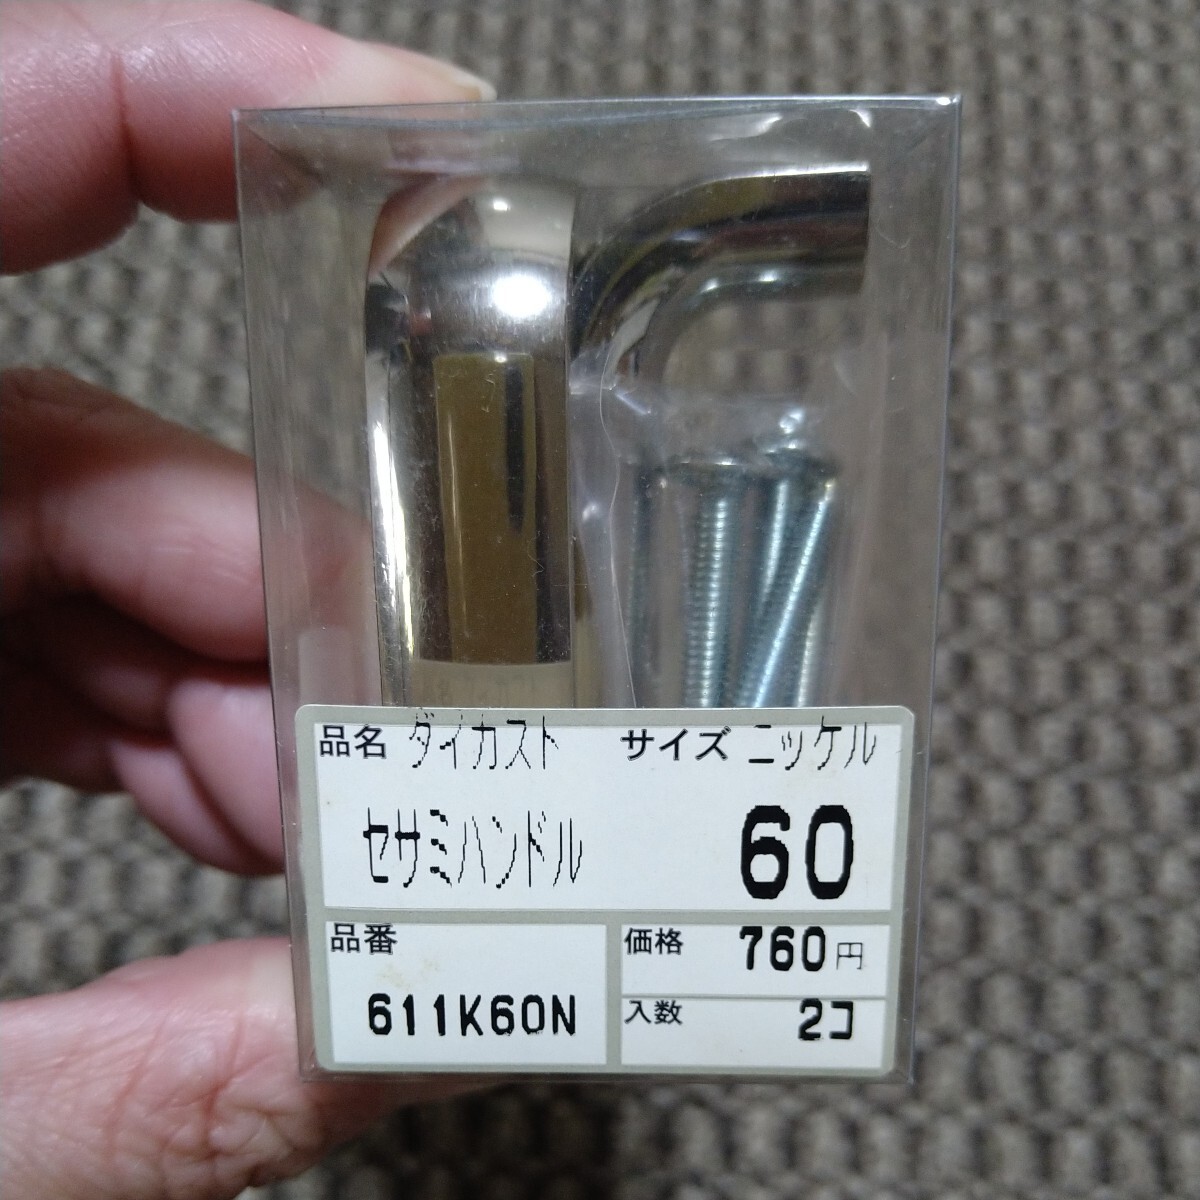 品名 ダイカスト
セサミハンドル
サイズ ニッケル
60
品番
611K60N
価格 760円
入数 2コ